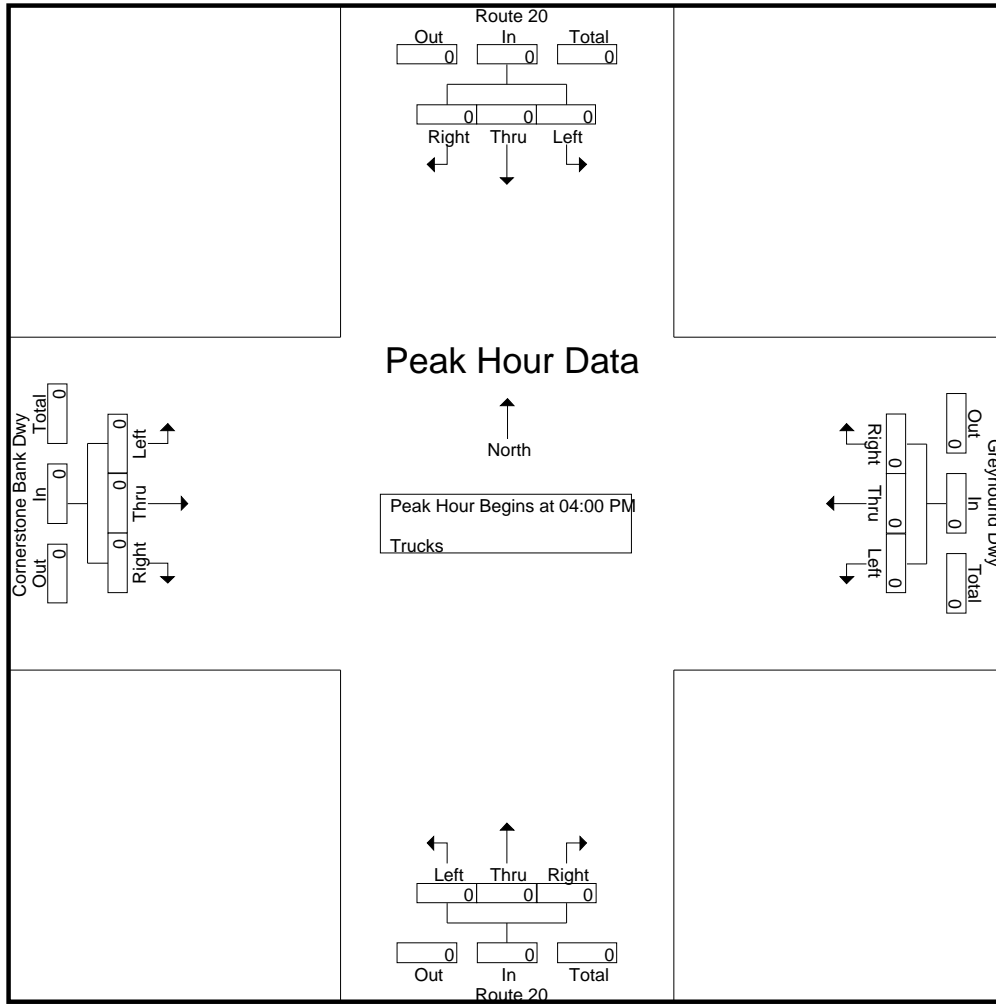 Route 20
Out In Total
0 0 0
0 0 0
Right Thru Left
Peak Hour Data
North
Peak Hour Begins at 04:00 PM
Trucks
Cornerstone Bank Dwy
Out In Total
0 0 0
0 0 0
Right Thru Left
Greyhound Dwy
Out In Total
0 0 0
0 0 0
Right Thru Left
Left Thru Right
0 0 0
0 0 0
Out In Total
Route 20